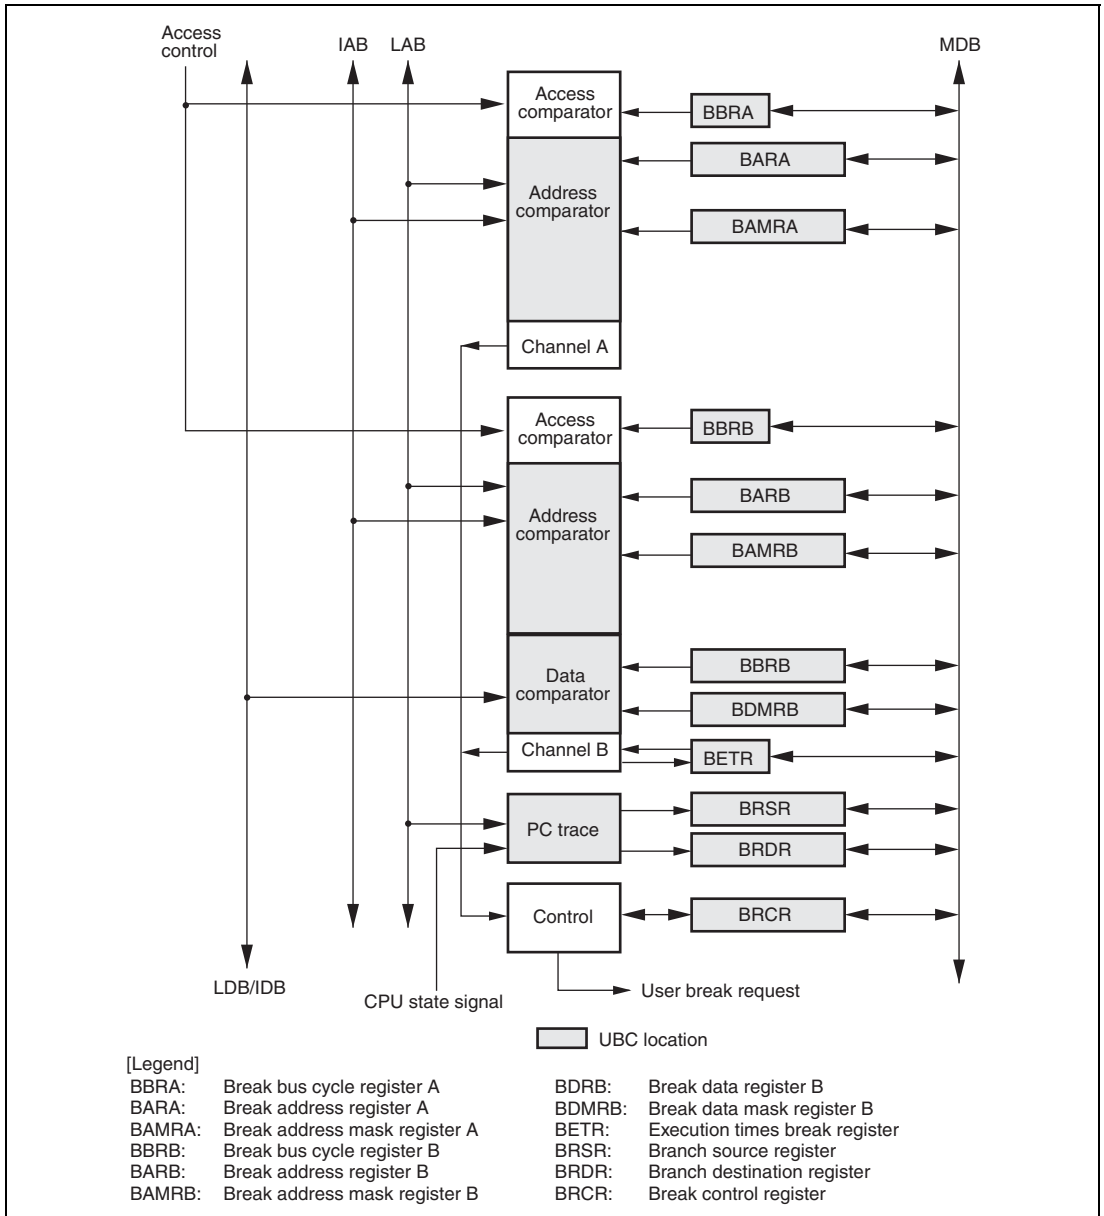 Access
control
IAB
LAB
MDB
Access
comparator
BBRA
BARA
Address
comparator
BAMRA
Channel A
Access
comparator
BBRB
BARB
Address
comparator
BAMRB
BBRB
Data
comparator
BDMRB
Channel B
BETR
BRSR
PC trace
BRDR
Control
BRCR
LDB/IDB
CPU state signal
User break request
UBC location
[Legend]
BBRA: Break bus cycle register A
BARA: Break address register A
BAMRA: Break address mask register A
BBRB: Break bus cycle register B
BARB: Break address register B
BAMRB: Break address mask register B
BDRB: Break data register B
BDMRB: Break data mask register B
BETR: Execution times break register
BRSR: Branch source register
BRDR: Branch destination register
BRCR: Break control register